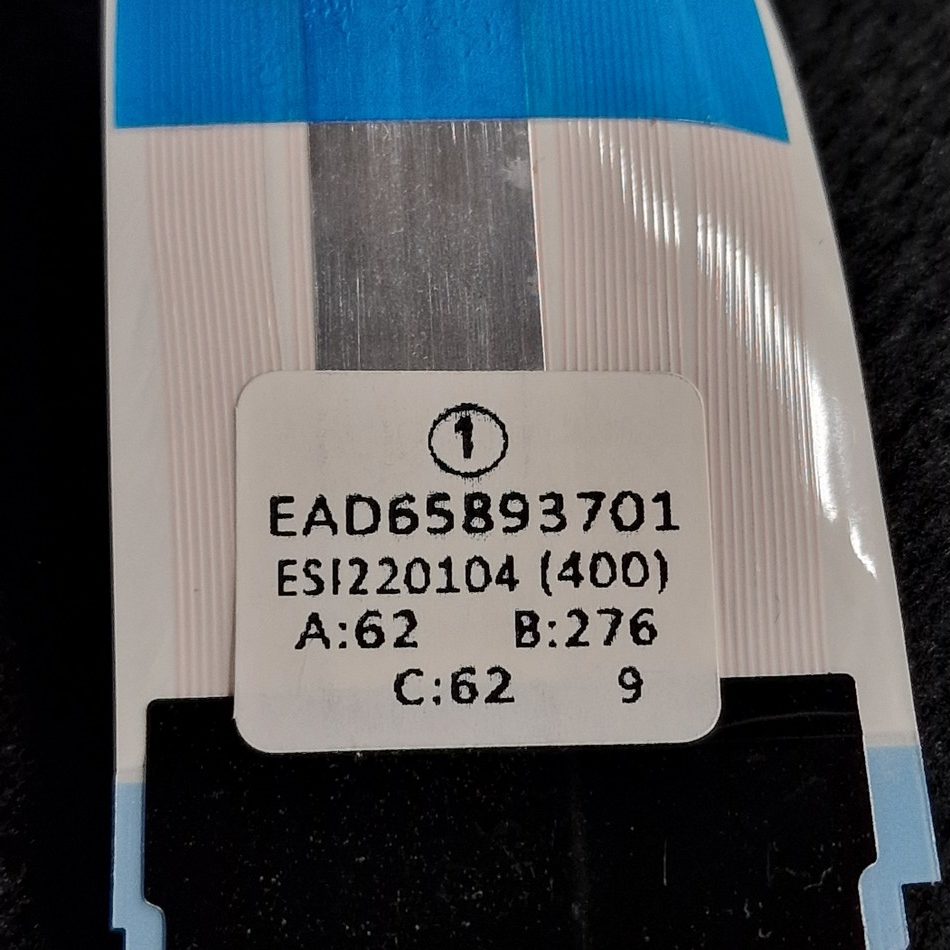 1
EAD65893701
ESI220104 (400)
A:62 B:276
C:62 9